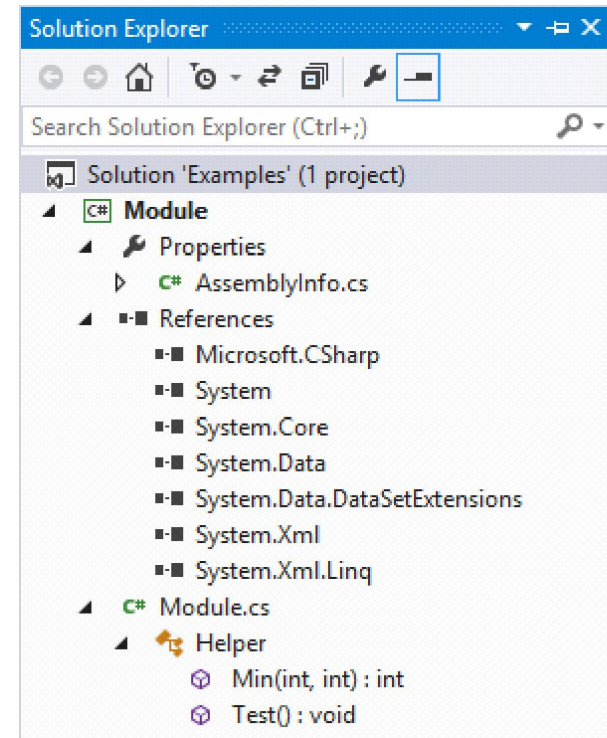 Solution Explorer
Search Solution Explorer (Ctrl+;)
Solution 'Examples' (1 project)
C# Module
Properties
C# AssemblyInfo.cs
References
Microsoft.CSharp
System
System.Core
System.Data
System.Data.DataSetExtensions
System.Xml
System.Xml.Linq
C# Module.cs
Helper
Min(int, int) : int
Test() : void